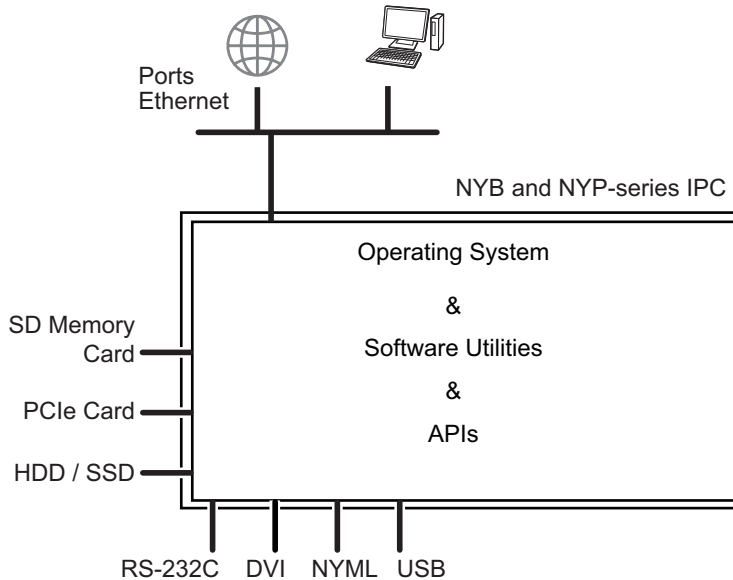 Ports
Ethernet
NYB and NYP-series IPC
Operating System
&
Software Utilities
&
APIs
SD Memory
Card
PCIe Card
HDD / SSD
RS-232C DVI NYML USB